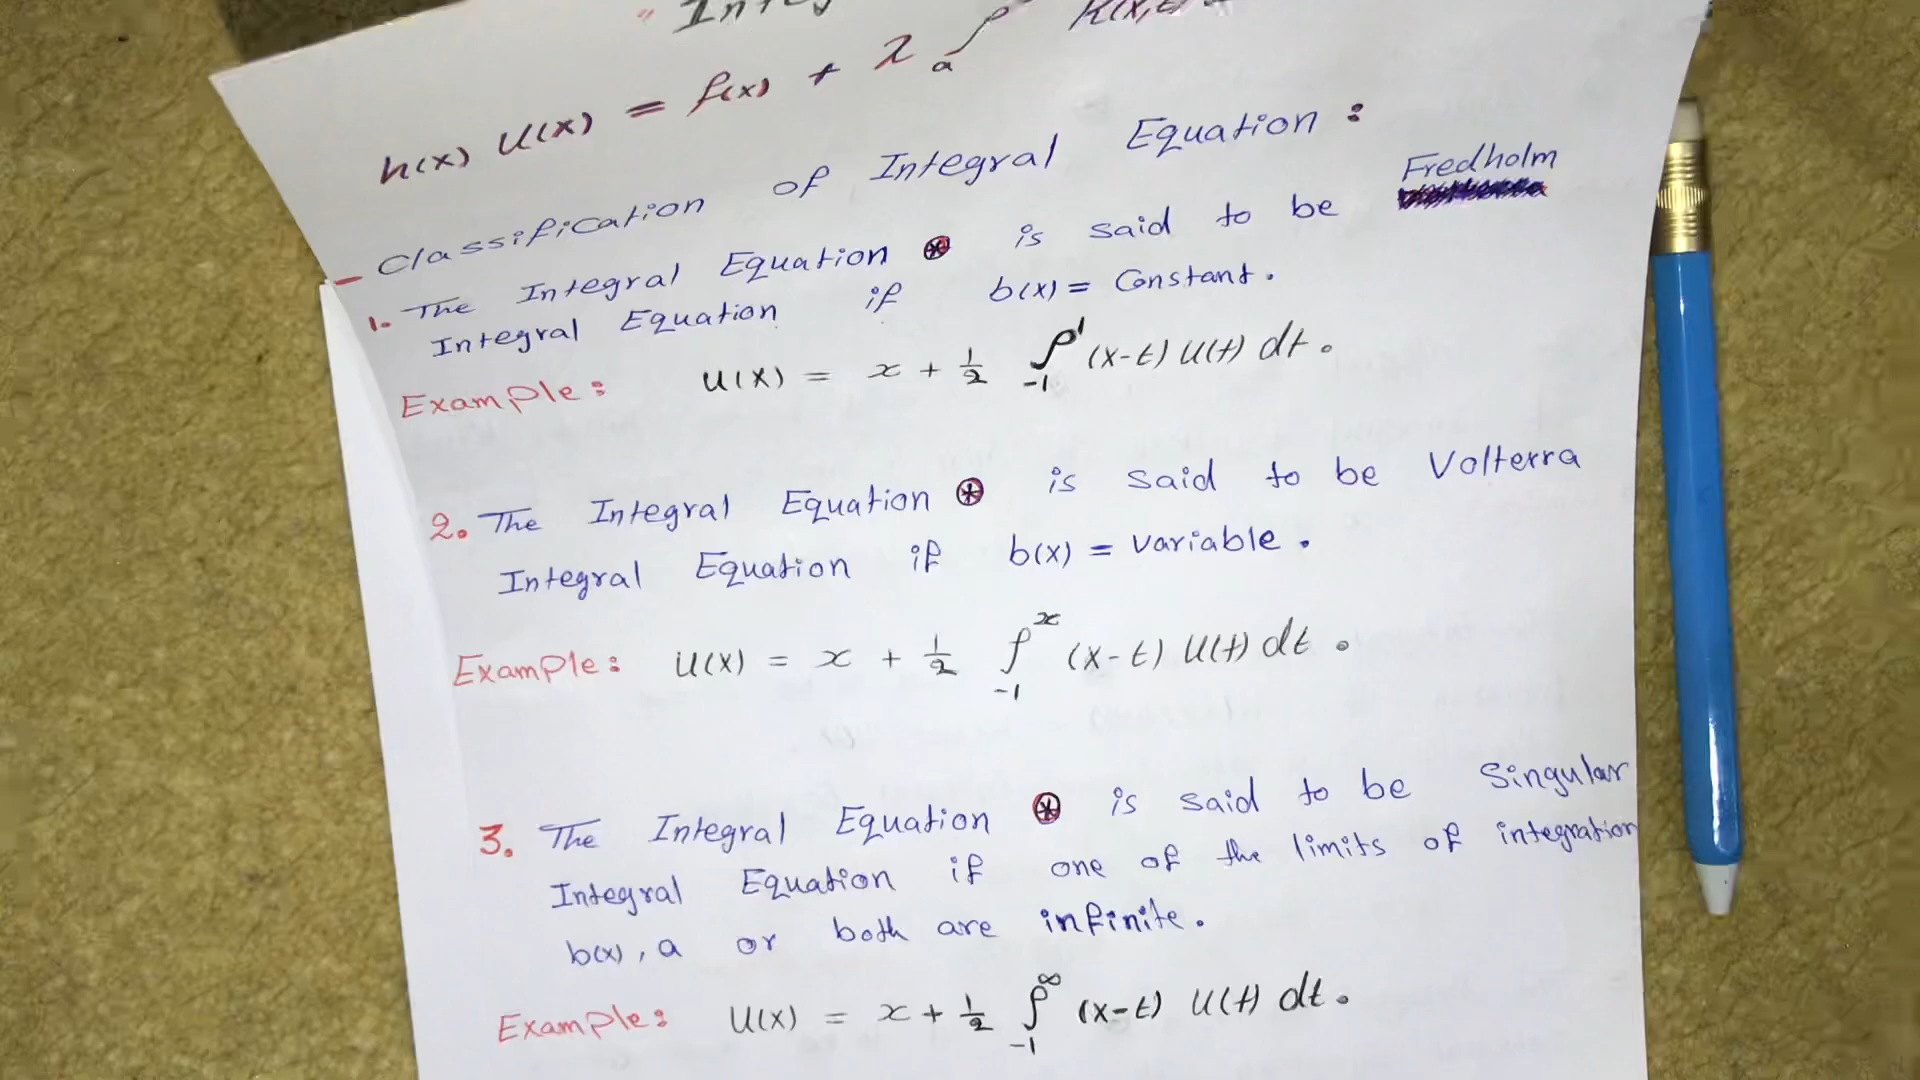 h(x) u(x) = f(x) + λ ∫ a
- Classification of Integral Equation :
1. The Integral Equation ⊛ is said to be Fredholm
Integral Equation if b(x) = Constant.
Example: u(x) = x + 1/2 ∫_{-1}^{1} (x-t) u(t) dt.
2. The Integral Equation ⊛ is said to be Volterra
Integral Equation if b(x) = variable.
Example: u(x) = x + 1/2 ∫_{-1}^{x} (x-t) u(t) dt.
3. The Integral Equation ⊛ is said to be Singular
Integral Equation if one of the limits of integration
b(x), a or both are infinite.
Example: u(x) = x + 1/2 ∫_{-1}^{∞} (x-t) u(t) dt.